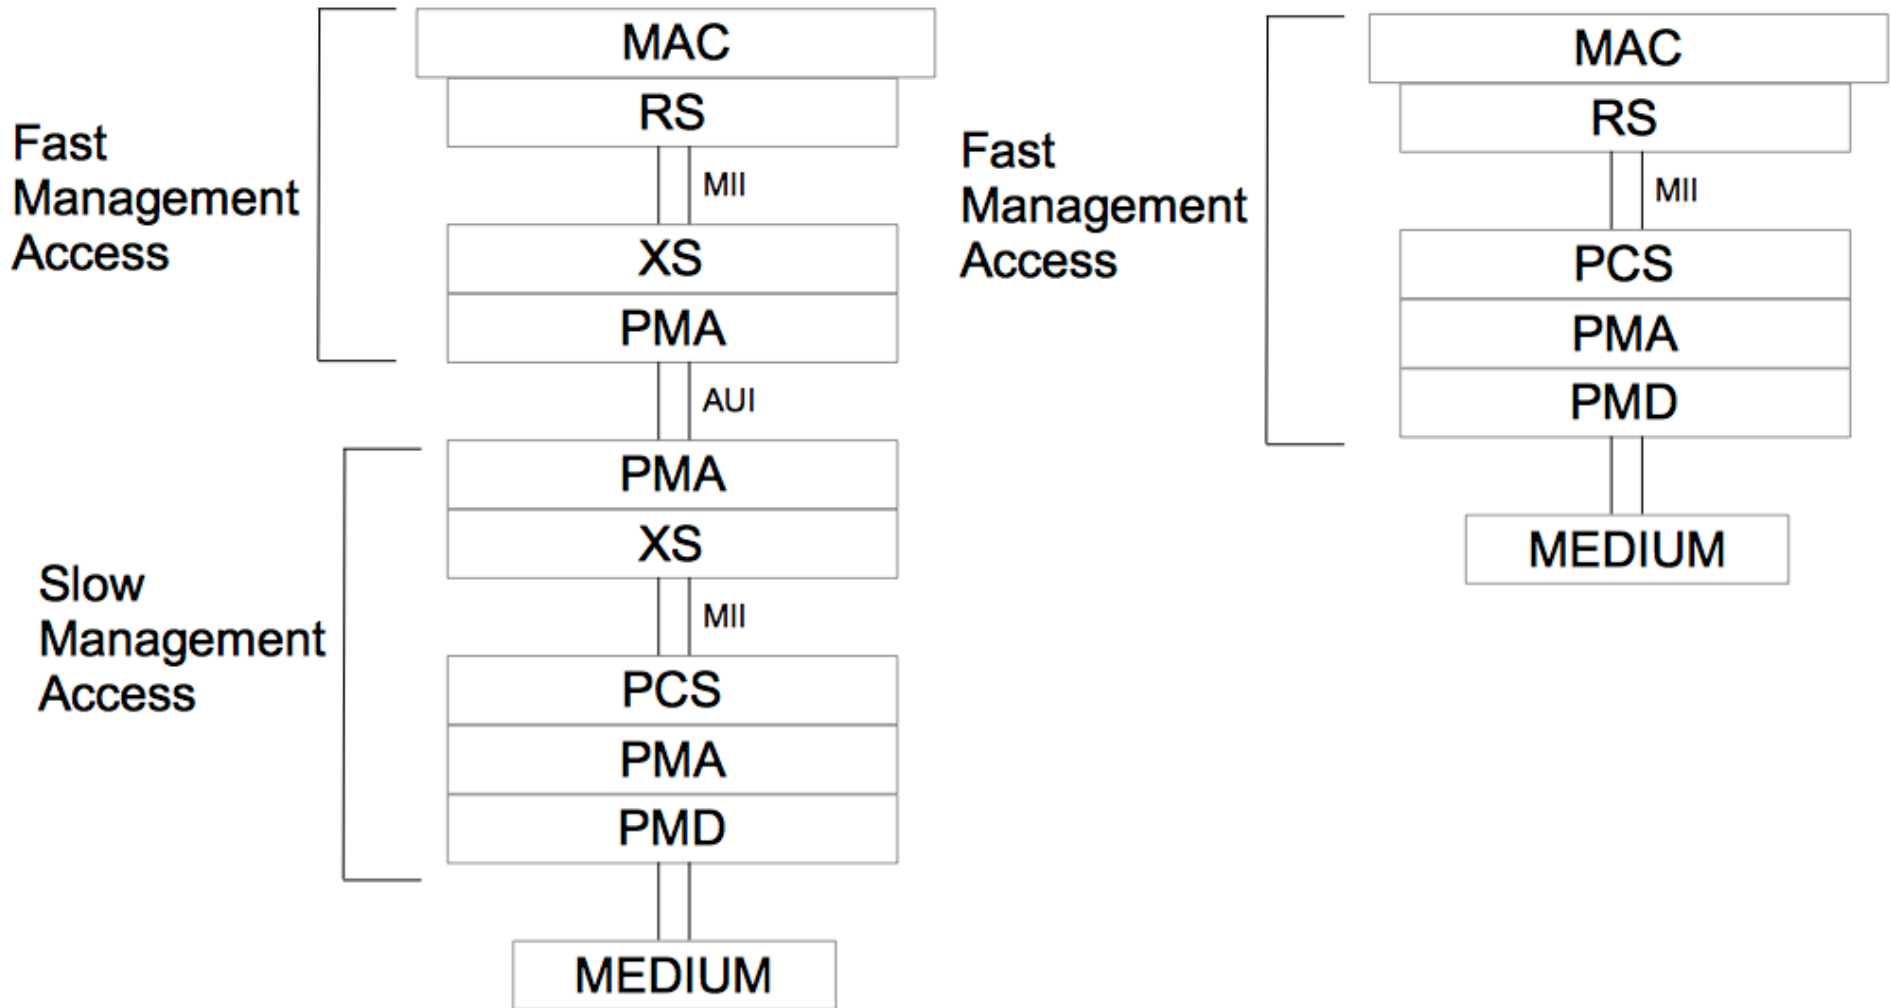 Fast
Management
Access
MAC
RS
MII
XS
PMA
AUI
Slow
Management
Access
PMA
XS
MII
PCS
PMA
PMD
MEDIUM
Fast
Management
Access
MAC
RS
MII
PCS
PMA
PMD
MEDIUM